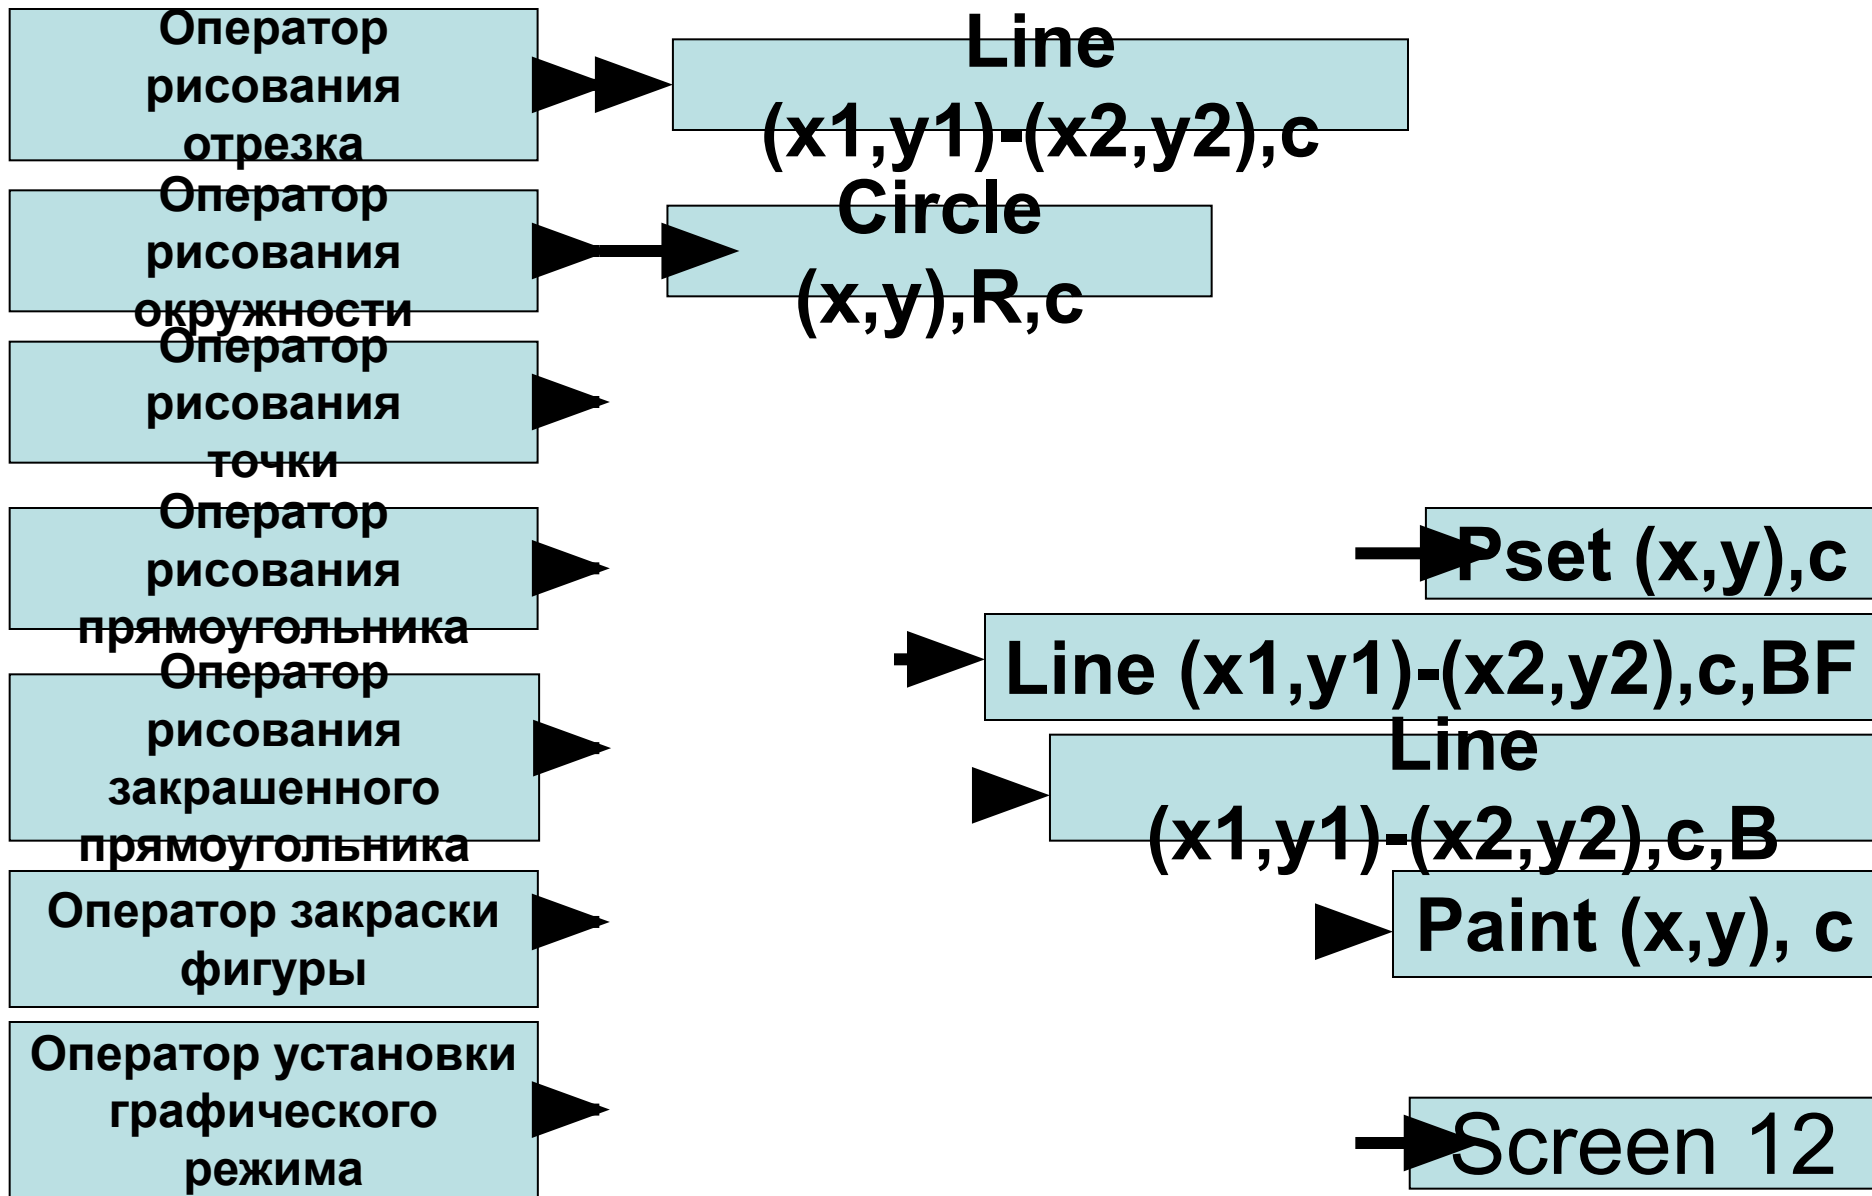 Оператор
рисования
отрезка
Line
(x1,y1)-(x2,y2),c
Оператор
рисования
окружности
Circle
(x,y),R,c
Оператор
рисования
точки
Оператор
рисования
прямоугольника
Pset (x,y),c
Line (x1,y1)-(x2,y2),c,BF
Оператор
рисования
закрашенного
прямоугольника
Line
(x1,y1)-(x2,y2),c,B
Оператор закраски
фигуры
Paint (x,y), c
Оператор установки
графического
режима
Screen 12